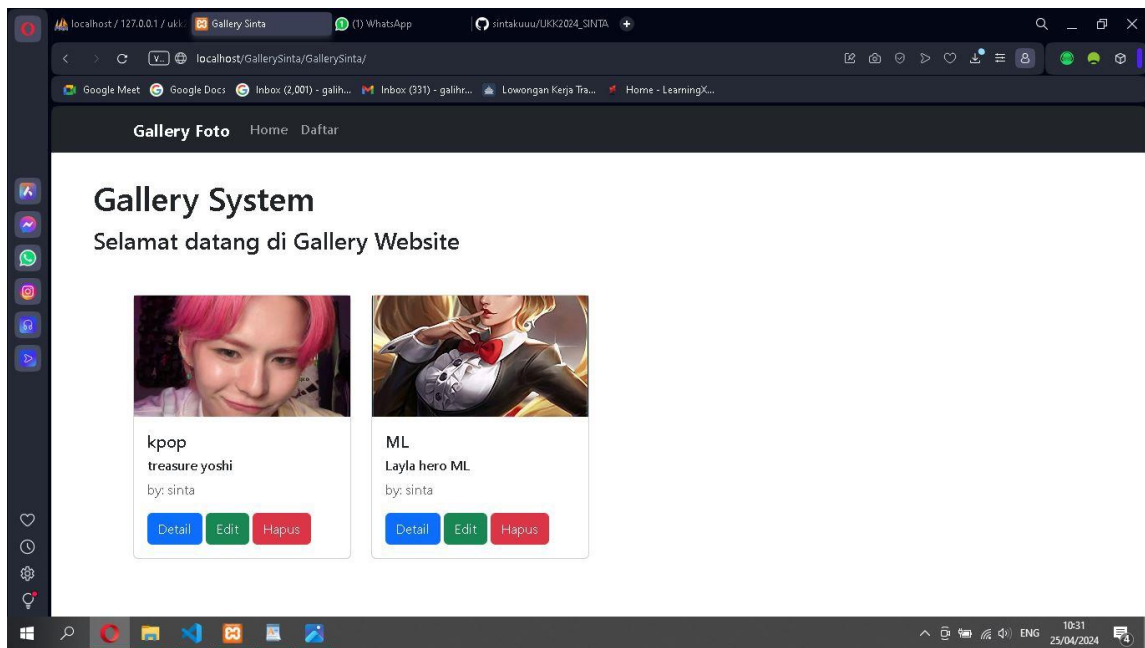 localhost / 127.0.0.1 / ukk
Gallery Sinta
(1) WhatsApp
sintakuuu/UKK2024_SINTA
V...
localhost/GallerySinta/GallerySinta/
Google Meet
Google Docs
Inbox (2,001) - galih...
Inbox (331) - galihr...
Lowongan Kerja Tra...
Home - LearningX...
Gallery Foto Home Daftar
Gallery System
Selamat datang di Gallery Website
kpop
treasure yoshi
by: sinta
Detail Edit Hapus
ML
Layla hero ML
by: sinta
Detail Edit Hapus
ENG
10:31
25/04/2024
4